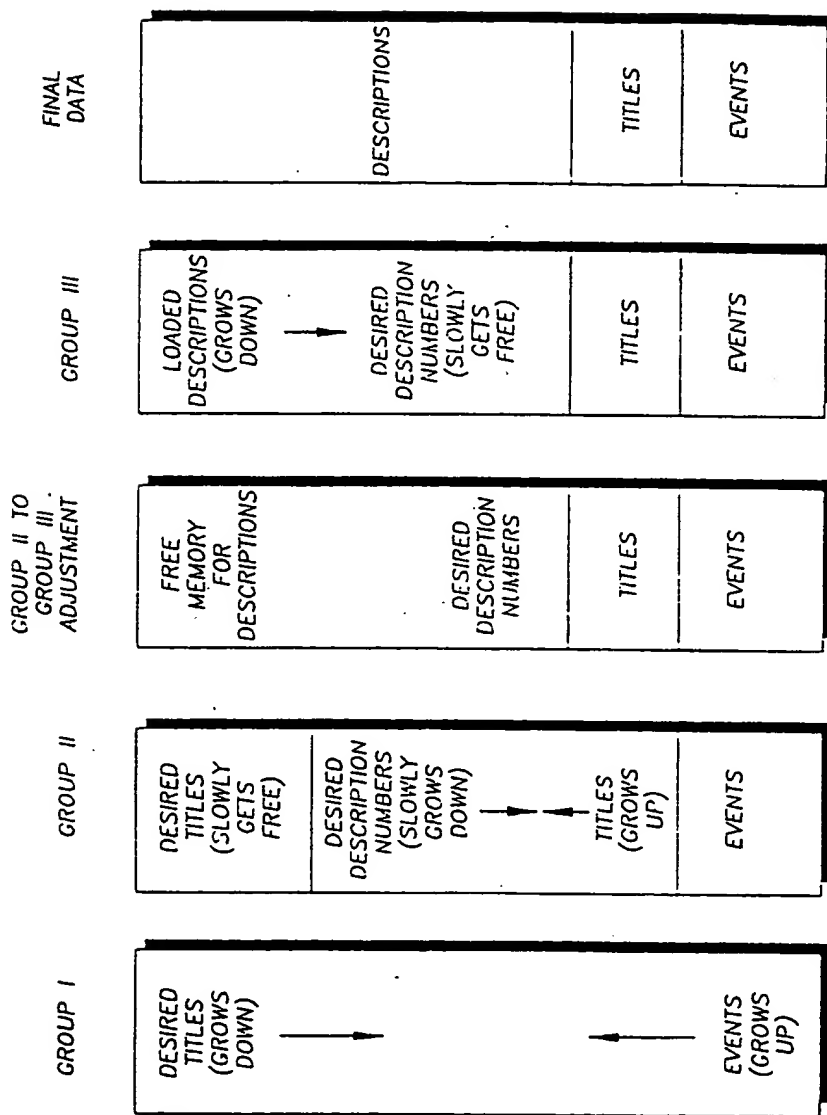 GROUP I
DESIRED
TITLES
(GROWS
DOWN)
EVENTS
(GROWS
UP)
GROUP II
DESIRED
TITLES
(SLOWLY
GETS
FREE)
DESIRED
DESCRIPTION
NUMBERS
(SLOWLY
GROWS
DOWN)
TITLES
(GROWS
UP)
EVENTS
GROUP II TO
GROUP III
ADJUSTMENT
FREE
MEMORY
FOR
DESCRIPTIONS
DESIRED
DESCRIPTION
NUMBERS
TITLES
EVENTS
GROUP III
LOADED
DESCRIPTIONS
(GROWS
DOWN)
DESIRED
DESCRIPTION
NUMBERS
(SLOWLY
GETS
FREE)
TITLES
EVENTS
FINAL
DATA
DESCRIPTIONS
TITLES
EVENTS